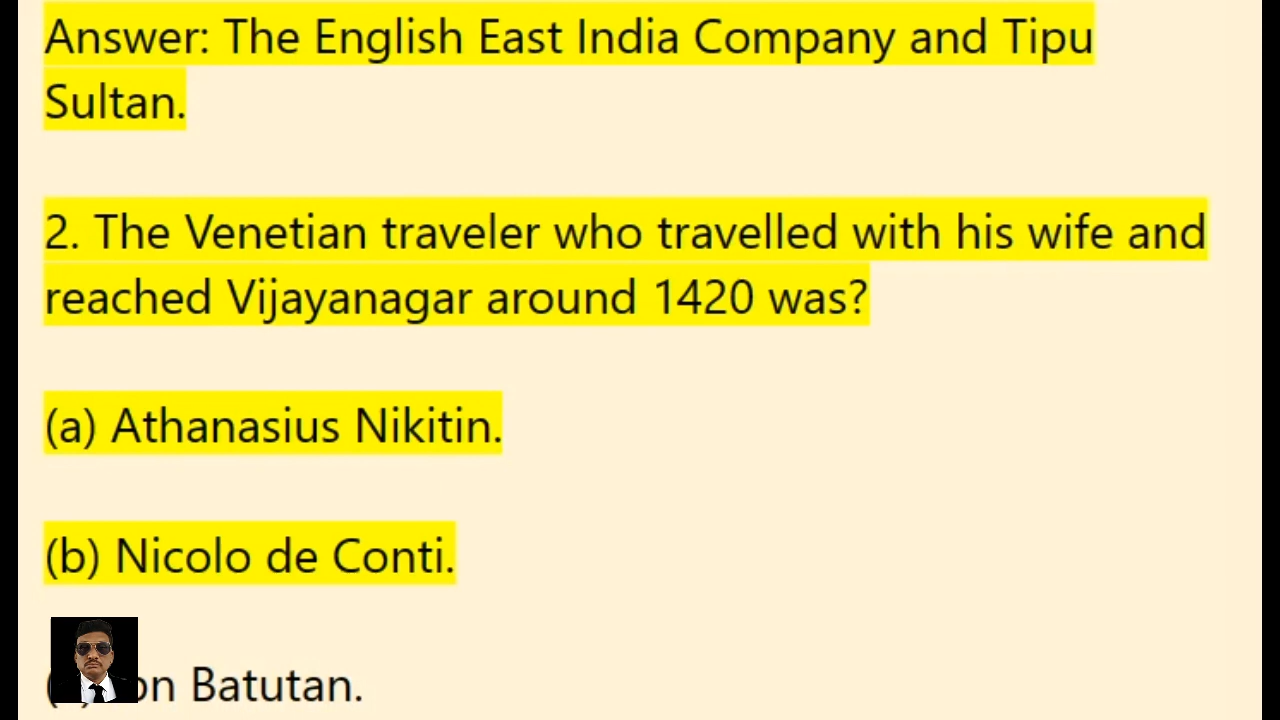 Answer: The English East India Company and Tipu
Sultan.
2. The Venetian traveler who travelled with his wife and
reached Vijayanagar around 1420 was?
(a) Athanasius Nikitin.
(b) Nicolo de Conti.
Batutan.